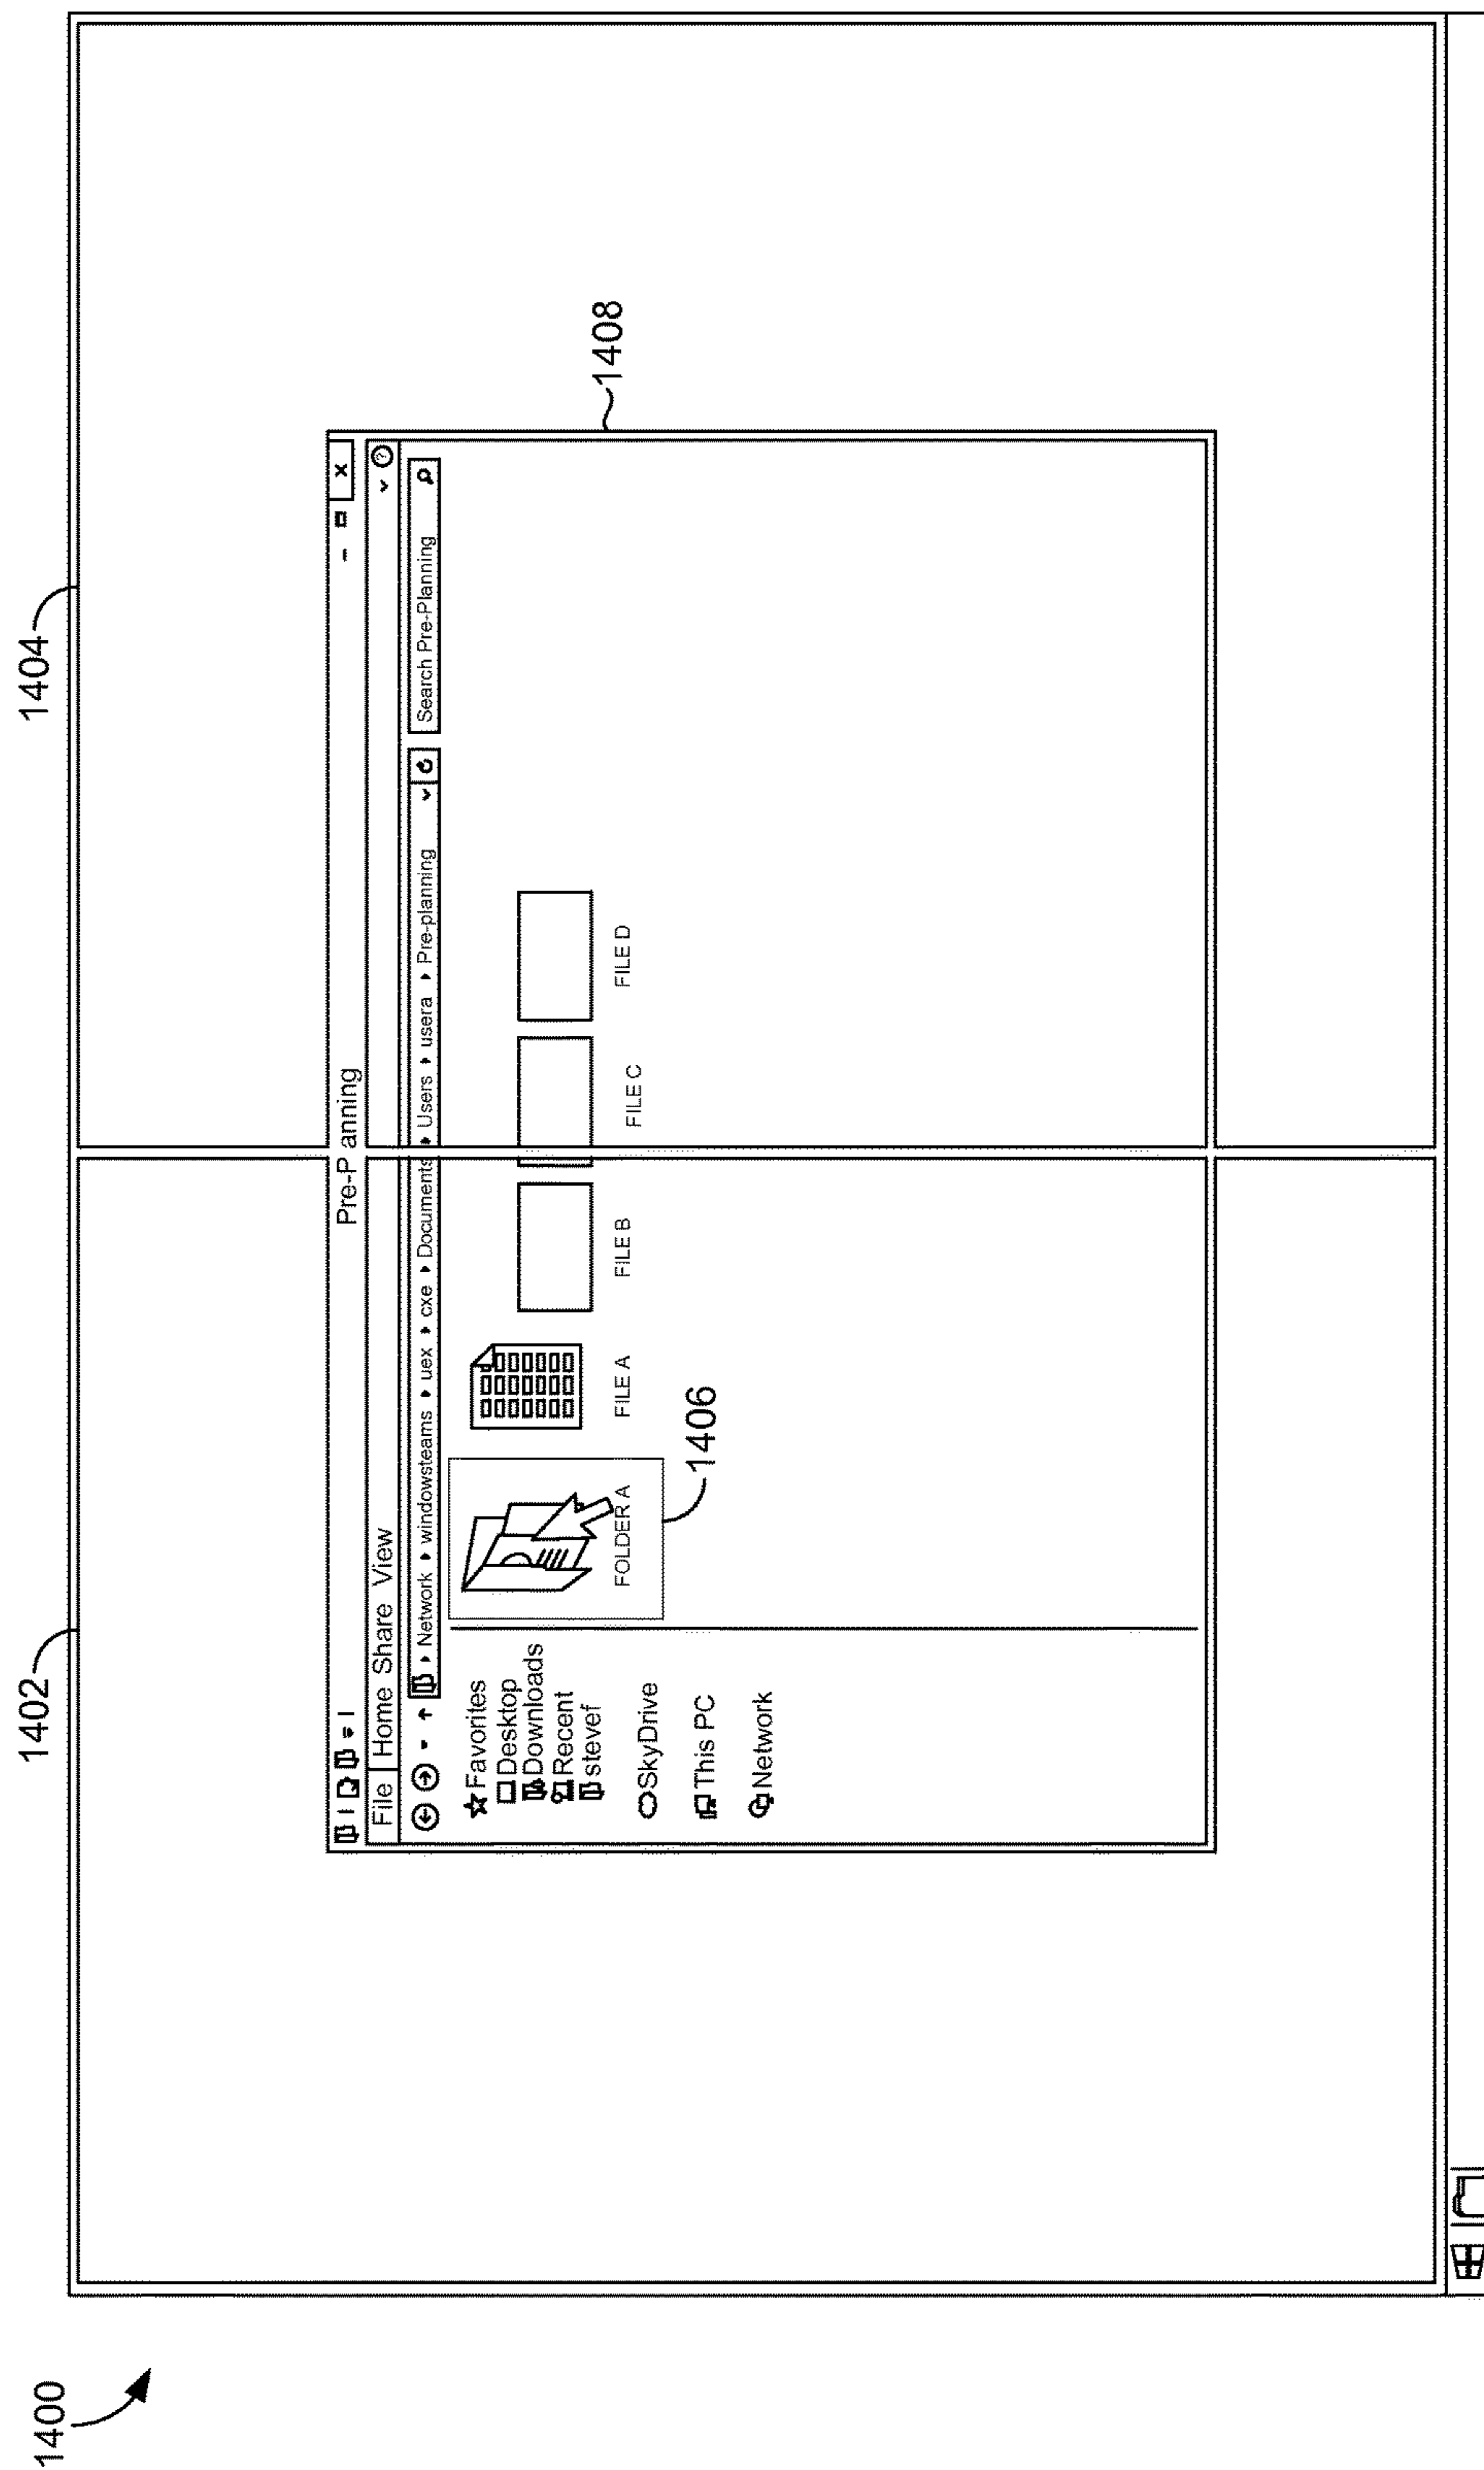 1400
1402
1404
Pre-P anning
File Home Share View
Network windowsteams uex cxe Documents Users usera Pre-planning
Search Pre-Planning
Favorites
Desktop
Downloads
Recent
stevef
SkyDrive
This PC
Network
FOLDER A
FILE A
FILE B
FILE C
FILE D
1406
1408